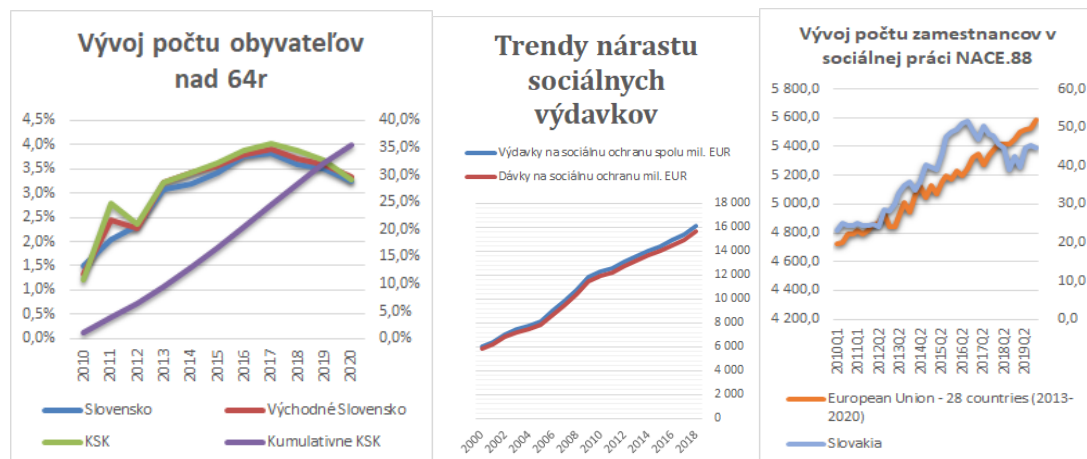 Vývoj počtu obyvateľov
nad 64r
4,5%
4,0%
3,5%
3,0%
2,5%
2,0%
1,5%
1,0%
0,5%
0,0%
40,0%
35,0%
30,0%
25,0%
20,0%
15,0%
10,0%
5,0%
0,0%
2010
2011
2012
2013
2014
2015
2016
2017
2018
2019
2020
Slovensko
Východné Slovensko
KSK
Kumulativne KSK
Trendy nárastu
sociálnych
výdavkov
Výdavky na sociálnu ochranu spolu mil. EUR
Dávky na sociálnu ochranu mil. EUR
18 000
16 000
14 000
12 000
10 000
8 000
6 000
4 000
2 000
0
2000
2002
2004
2006
2008
2010
2012
2014
2016
2018
Vývoj počtu zamestnancov v
sociálnej práci NACE.88
5 800,0
5 600,0
5 400,0
5 200,0
5 000,0
4 800,0
4 600,0
4 400,0
4 200,0
60,0
50,0
40,0
30,0
20,0
10,0
0,0
2010Q1
2011Q1
2012Q2
2013Q2
2014Q2
2015Q2
2016Q2
2017Q2
2018Q2
2019Q2
European Union - 28 countries (2013-
2020)
Slovakia